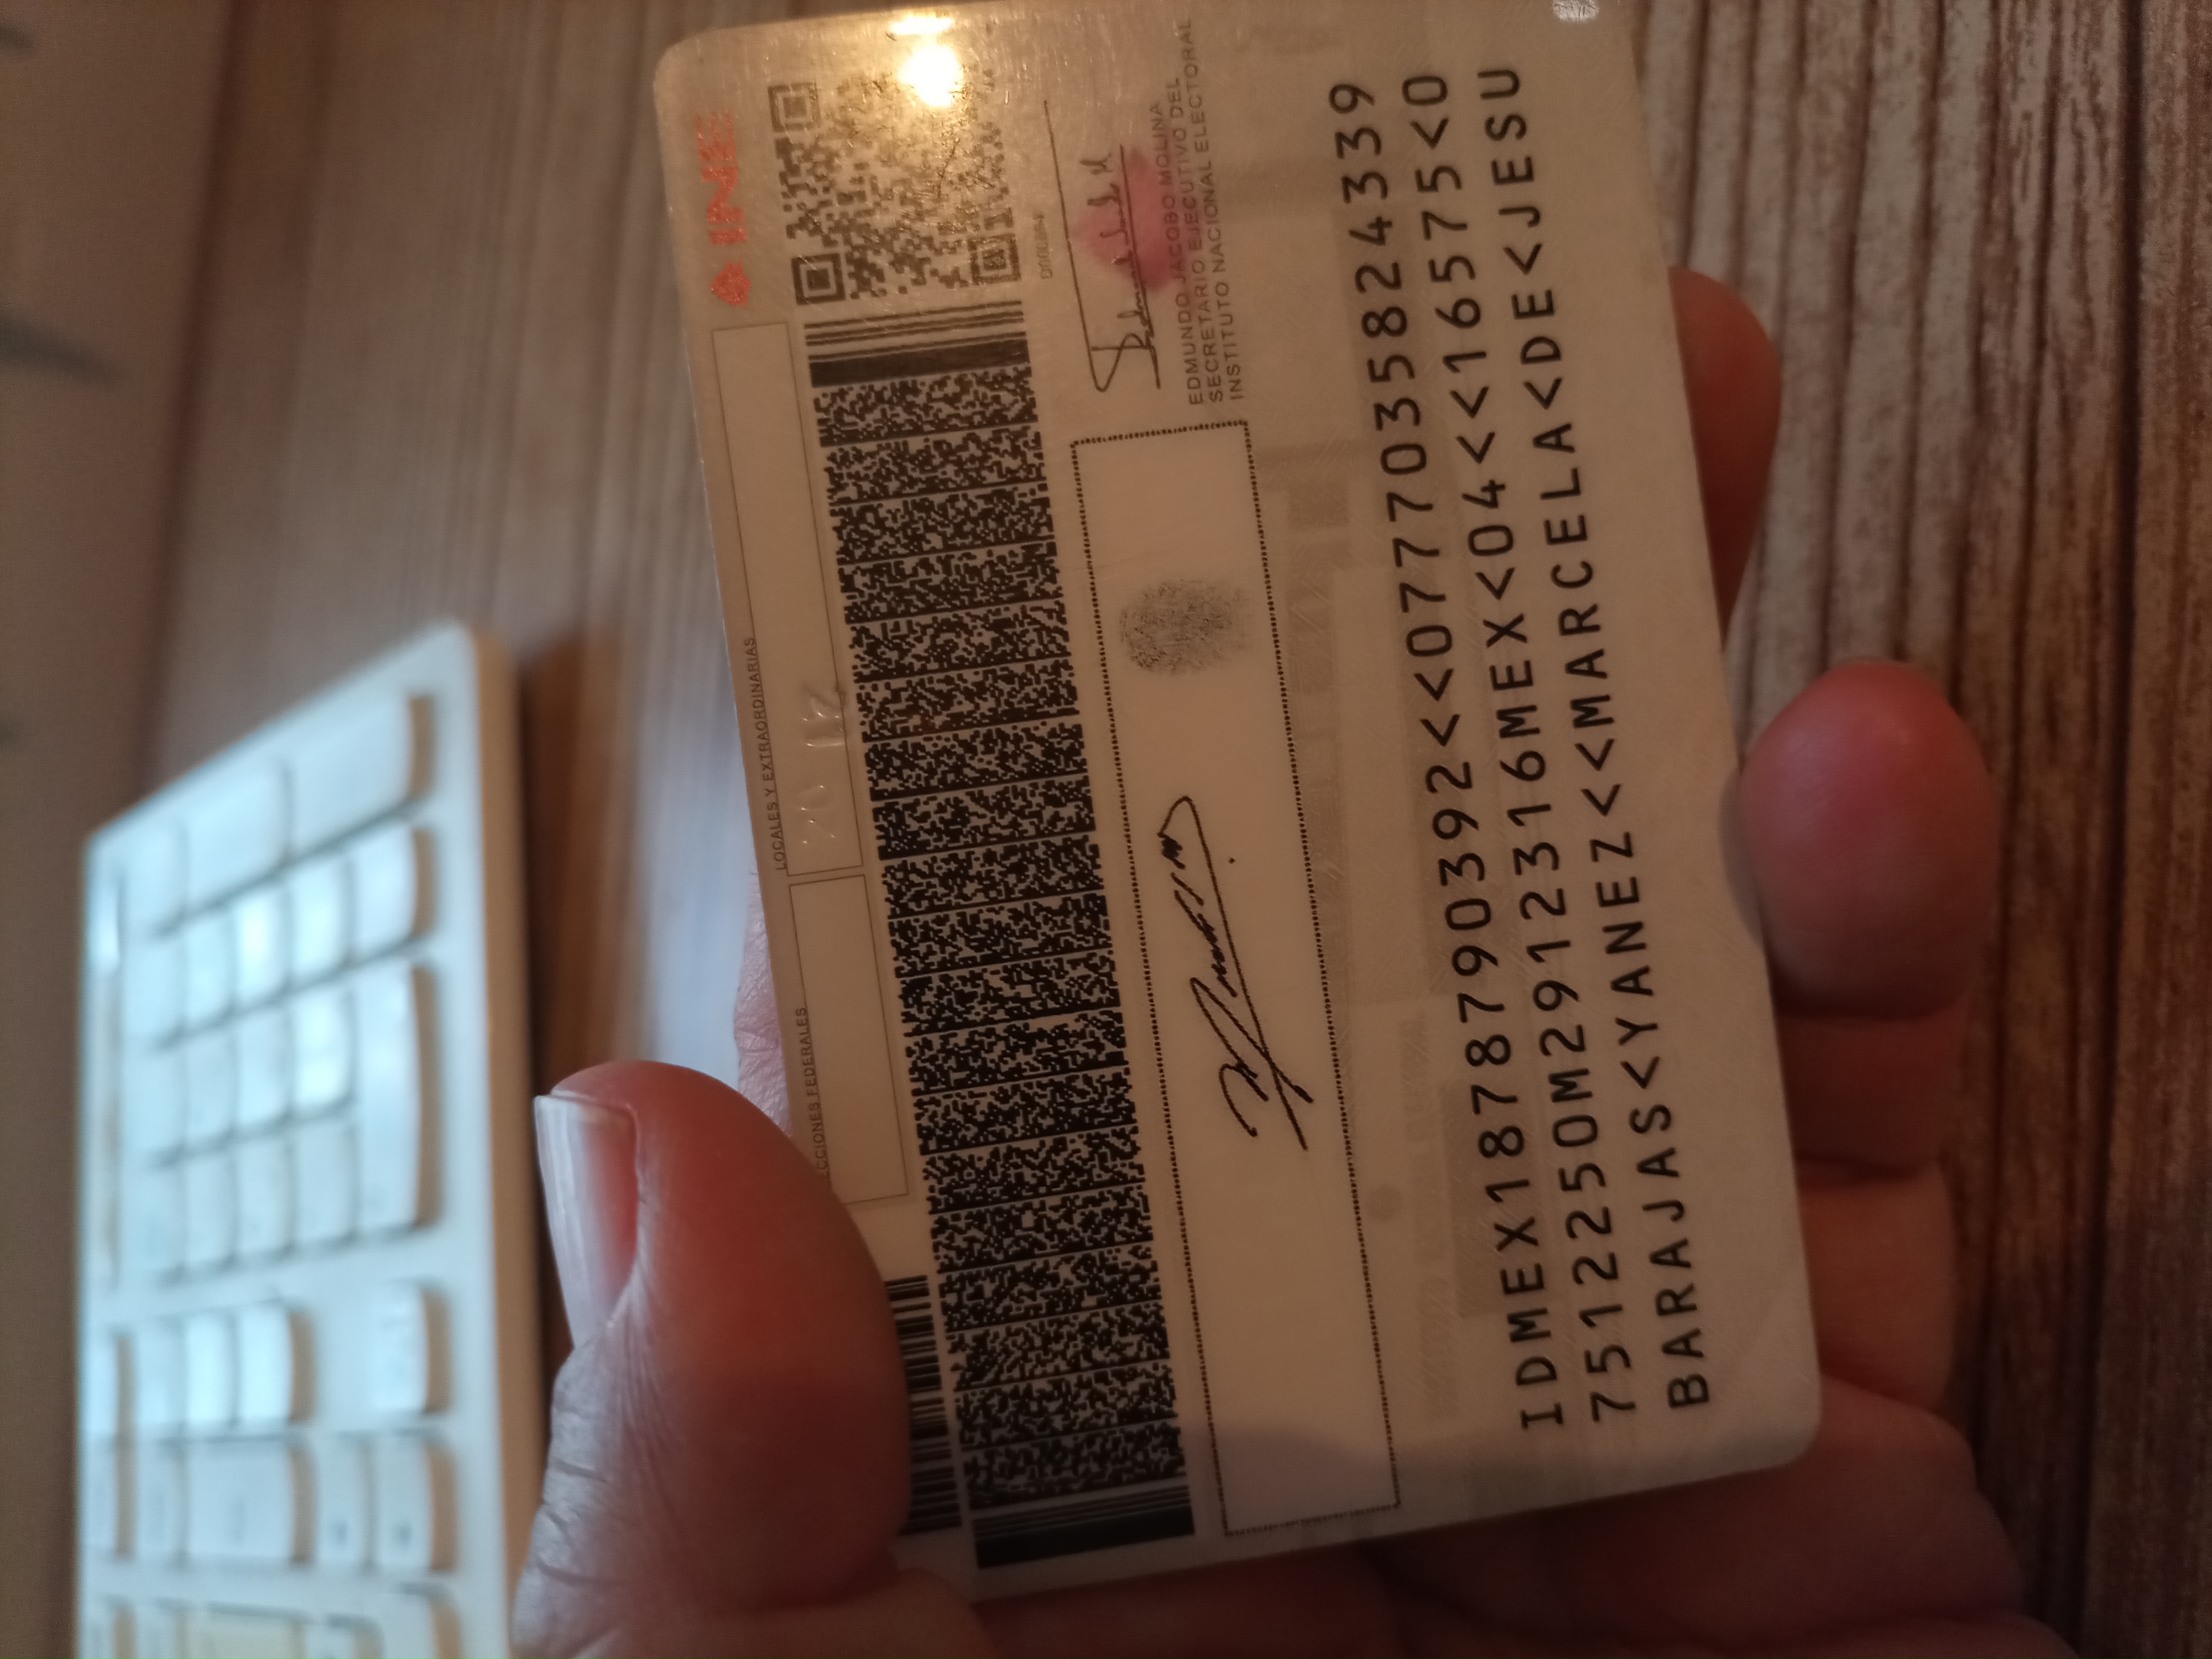 INE
LOCALES Y EXTRAORDINARIAS
CCIONES FEDERALES
EDMUNDO JACOBO MOLINA
SECRETARIO EJECUTIVO DEL
INSTITUTO NACIONAL ELECTORAL
IDMEX1878790392<<0777035824339
7512250M2912316MEX<04<<16575<0
BARAJAS<YANEZ<<MARCELA<DE<JESU